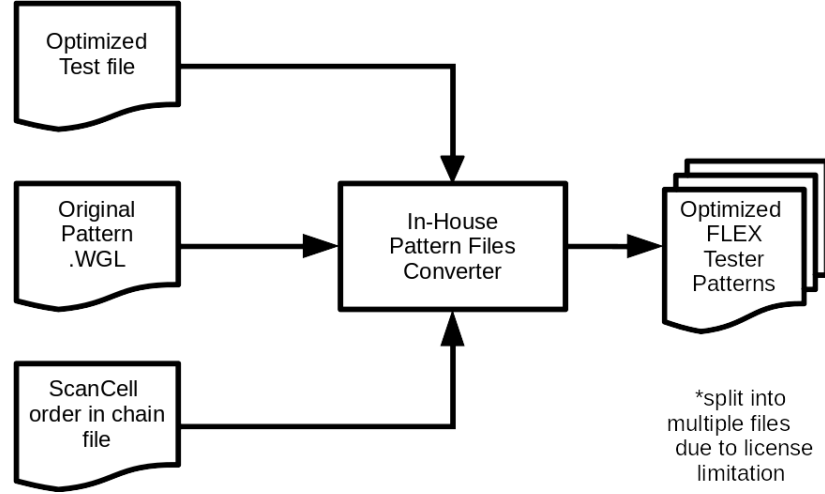 Optimized
Test file
Original
Pattern
.WGL
ScanCell
order in chain
file
In-House
Pattern Files
Converter
Optimized
FLEX
Tester
Patterns
*split into
multiple files
due to license
limitation